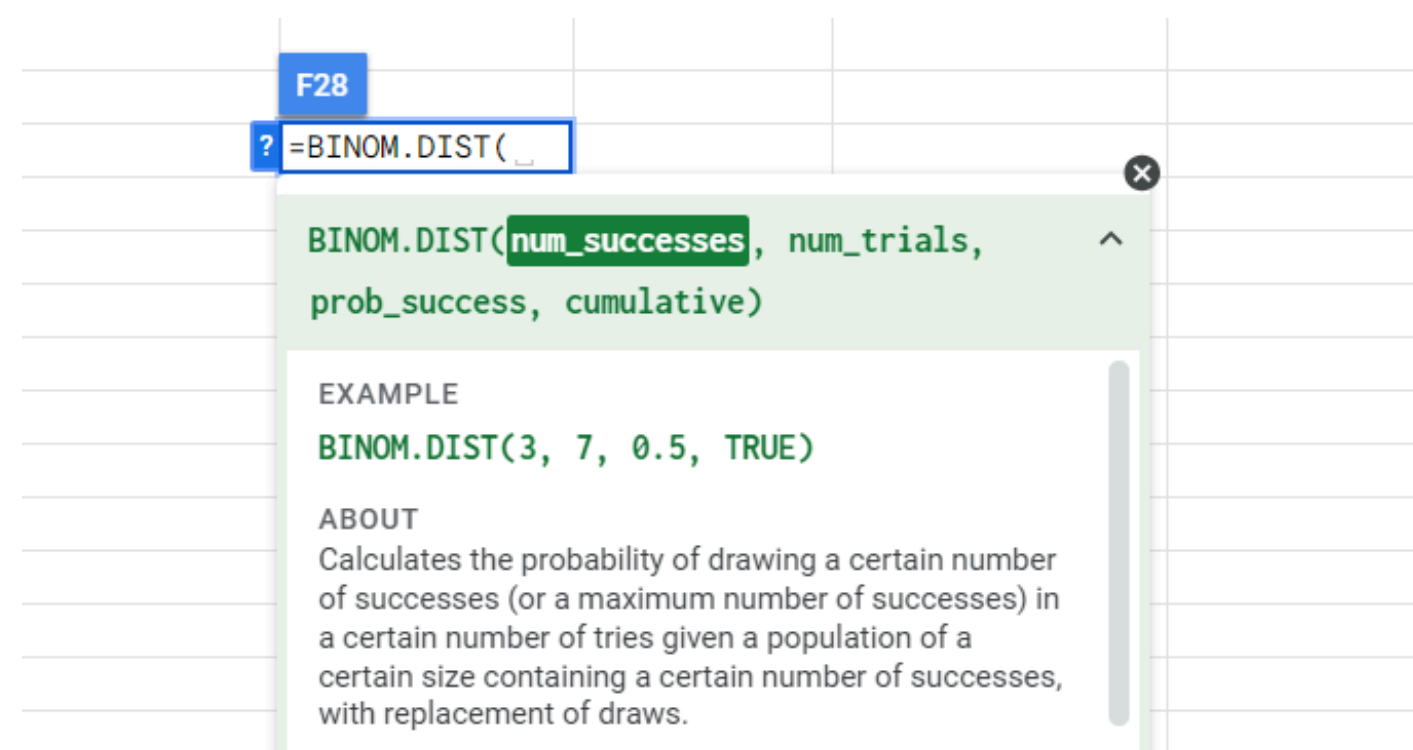 F28
? =BINOM.DIST(
BINOM.DIST(num_successes, num_trials,
prob_success, cumulative)
EXAMPLE
BINOM.DIST(3, 7, 0.5, TRUE)
ABOUT
Calculates the probability of drawing a certain number
of successes (or a maximum number of successes) in
a certain number of tries given a population of a
certain size containing a certain number of successes,
with replacement of draws.